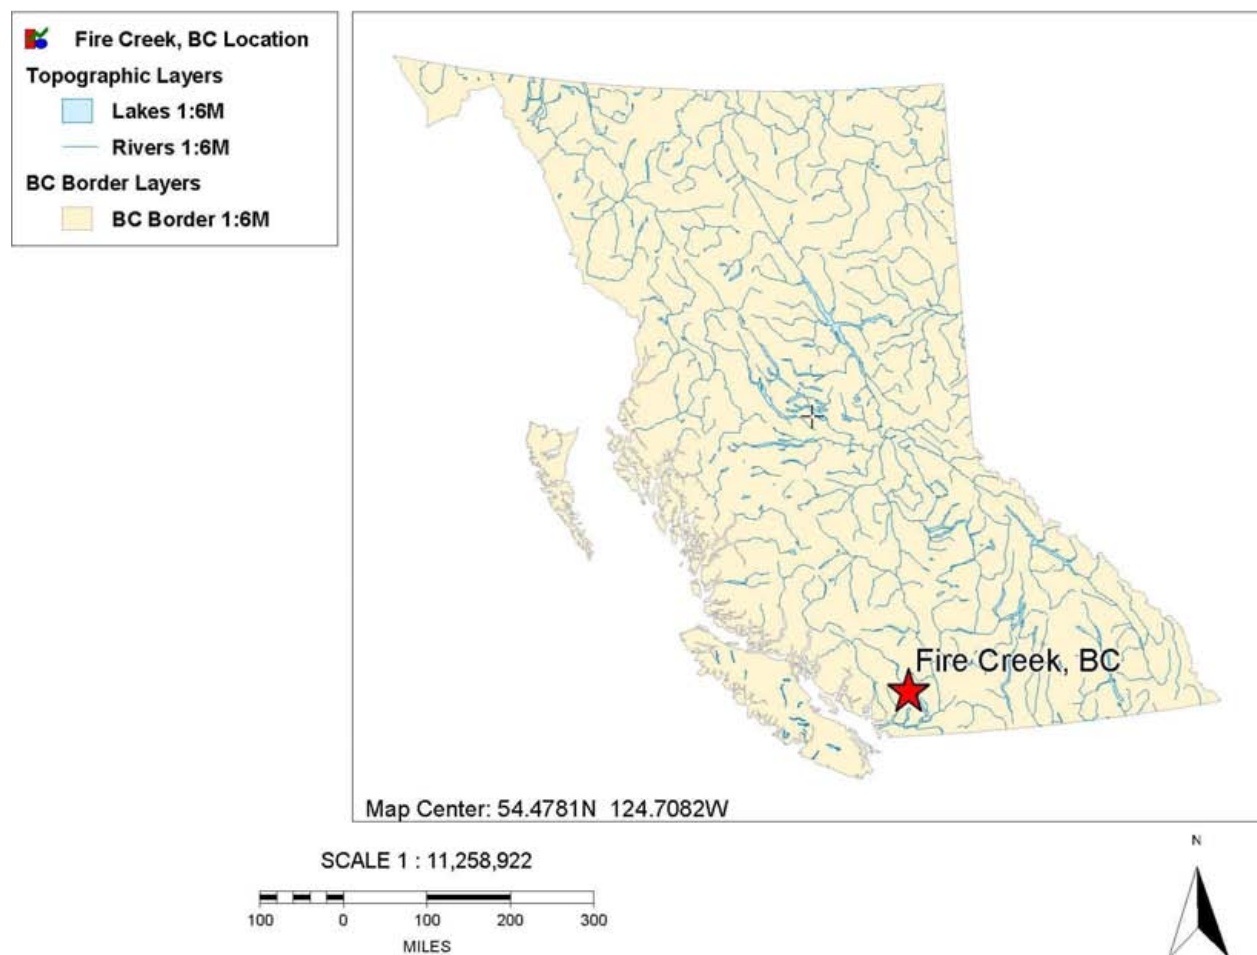 Fire Creek, BC Location
Topographic Layers
Lakes 1:6M
Rivers 1:6M
BC Border Layers
BC Border 1:6M
Fire Creek, BC
Map Center: 54.4781N 124.7082W
SCALE 1 : 11,258,922
100 0 100 200 300
MILES
N